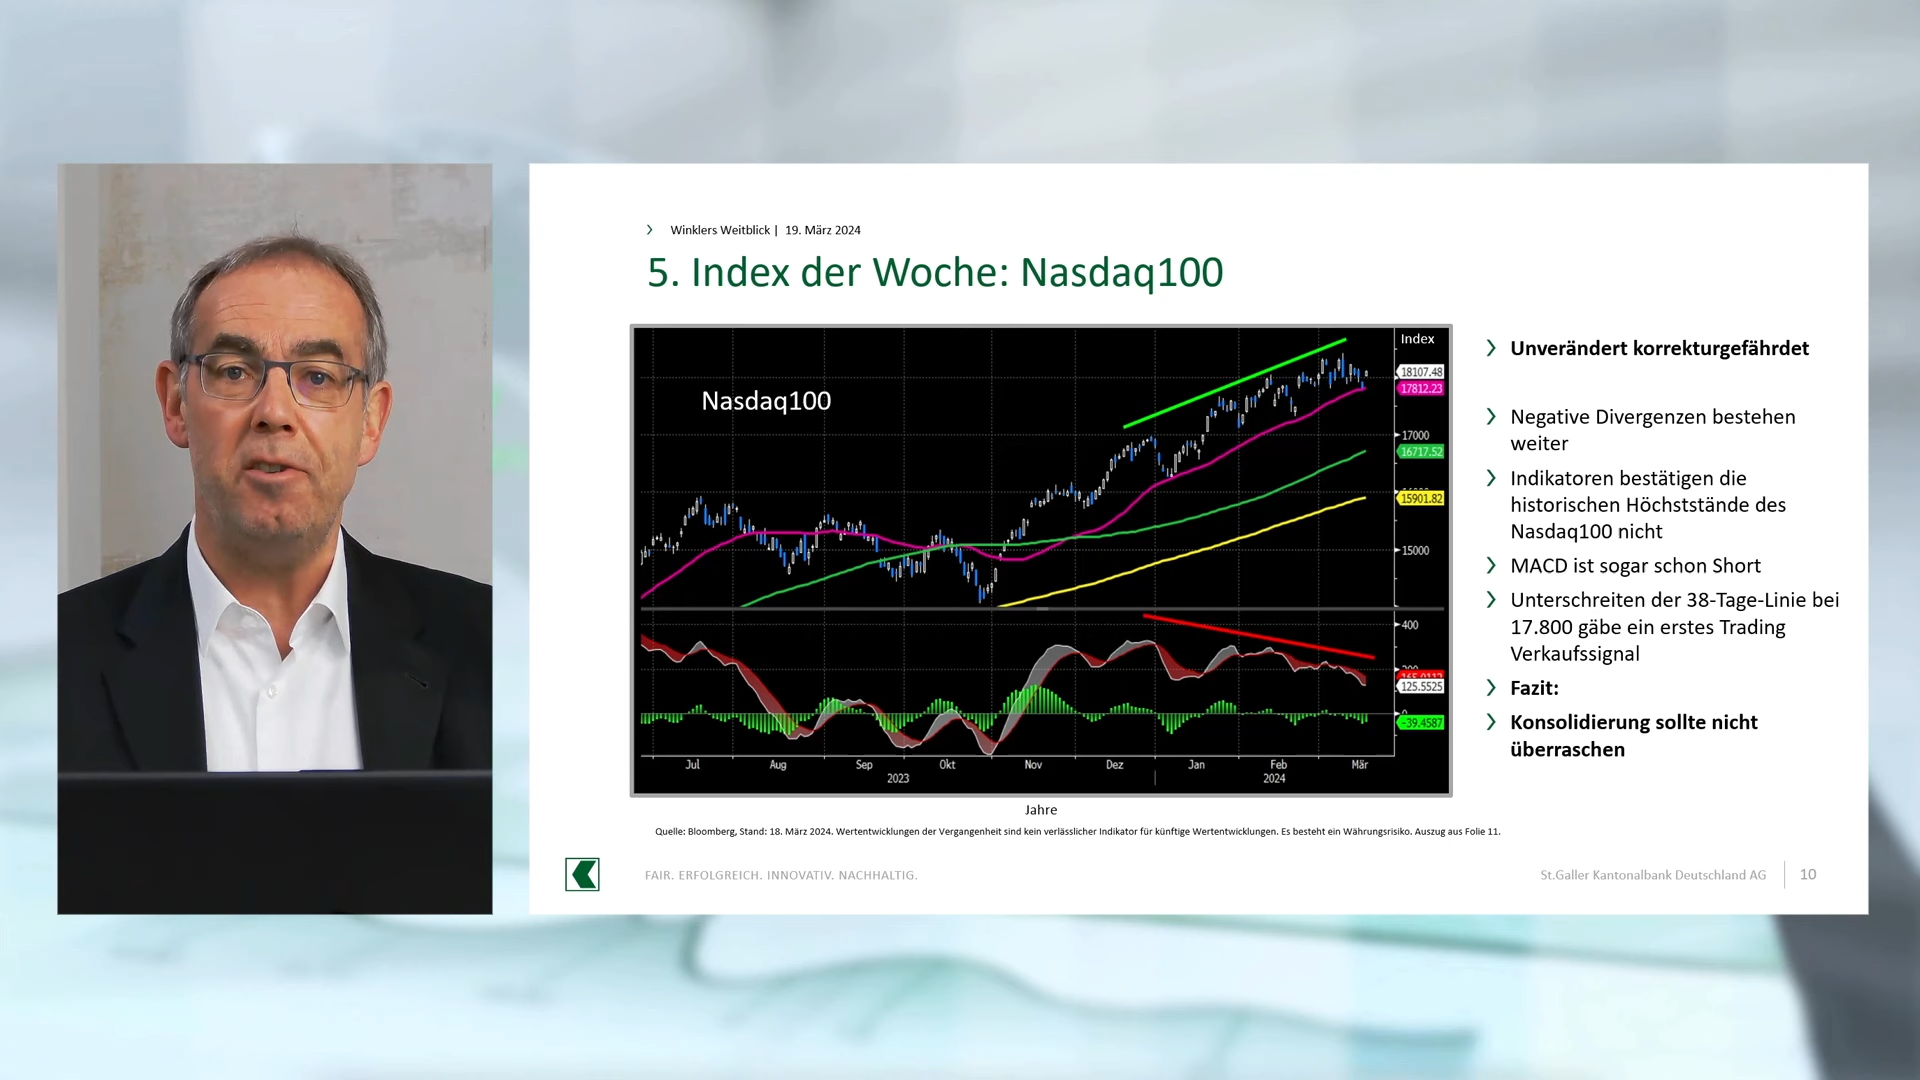 Winklers Weitblick | 19. März 2024
5. Index der Woche: Nasdaq100
Index
Nasdaq100
18107.48
17812.23
17000
16717.52
15901.82
15000
400
125.5525
0
-39.4587
Jul Aug Sep Okt Nov Dez Jan Feb Mär
2023 2024
Jahre
Unverändert korrekturgefährdet
Negative Divergenzen bestehen
weiter
Indikatoren bestätigen die
historischen Höchststände des
Nasdaq100 nicht
MACD ist sogar schon Short
Unterschreiten der 38-Tage-Linie bei
17.800 gäbe ein erstes Trading
Verkaufssignal
Fazit:
Konsolidierung sollte nicht
überraschen
Quelle: Bloomberg, Stand: 18. März 2024. Wertentwicklungen der Vergangenheit sind kein verlässlicher Indikator für künftige Wertentwicklungen. Es besteht ein Währungsrisiko. Auszug aus Folie 11.
FAIR. ERFOLGREICH. INNOVATIV. NACHHALTIG.
St.Galler Kantonalbank Deutschland AG
10